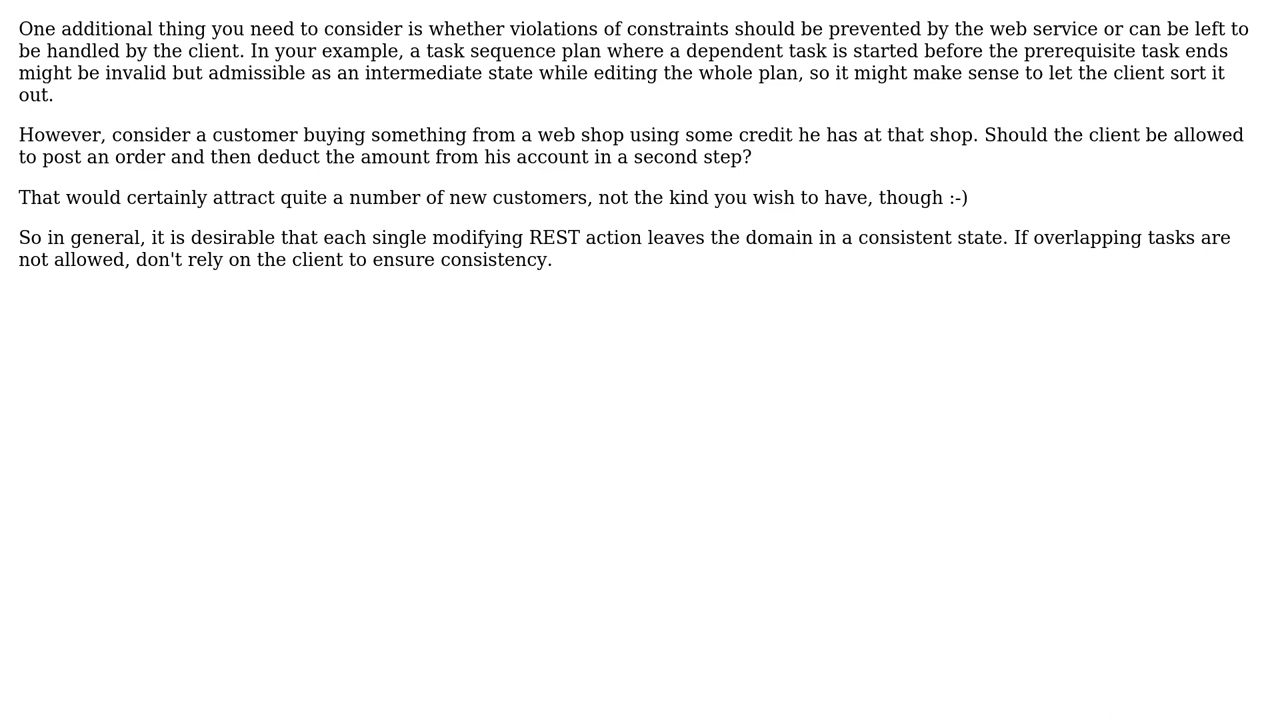 One additional thing you need to consider is whether violations of constraints should be prevented by the web service or can be left to
be handled by the client. In your example, a task sequence plan where a dependent task is started before the prerequisite task ends
might be invalid but admissible as an intermediate state while editing the whole plan, so it might make sense to let the client sort it
out.
However, consider a customer buying something from a web shop using some credit he has at that shop. Should the client be allowed
to post an order and then deduct the amount from his account in a second step?
That would certainly attract quite a number of new customers, not the kind you wish to have, though :-)
So in general, it is desirable that each single modifying REST action leaves the domain in a consistent state. If overlapping tasks are
not allowed, don't rely on the client to ensure consistency.